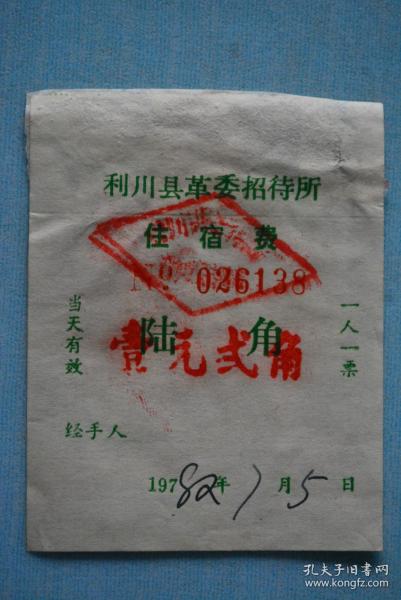 利川县革委招待所
住宿费
No. 026138
当天有效
陆角
壹元贰角
一人一票
经手人
197882年1月5日
孔夫子旧书网
www.kongfz.com